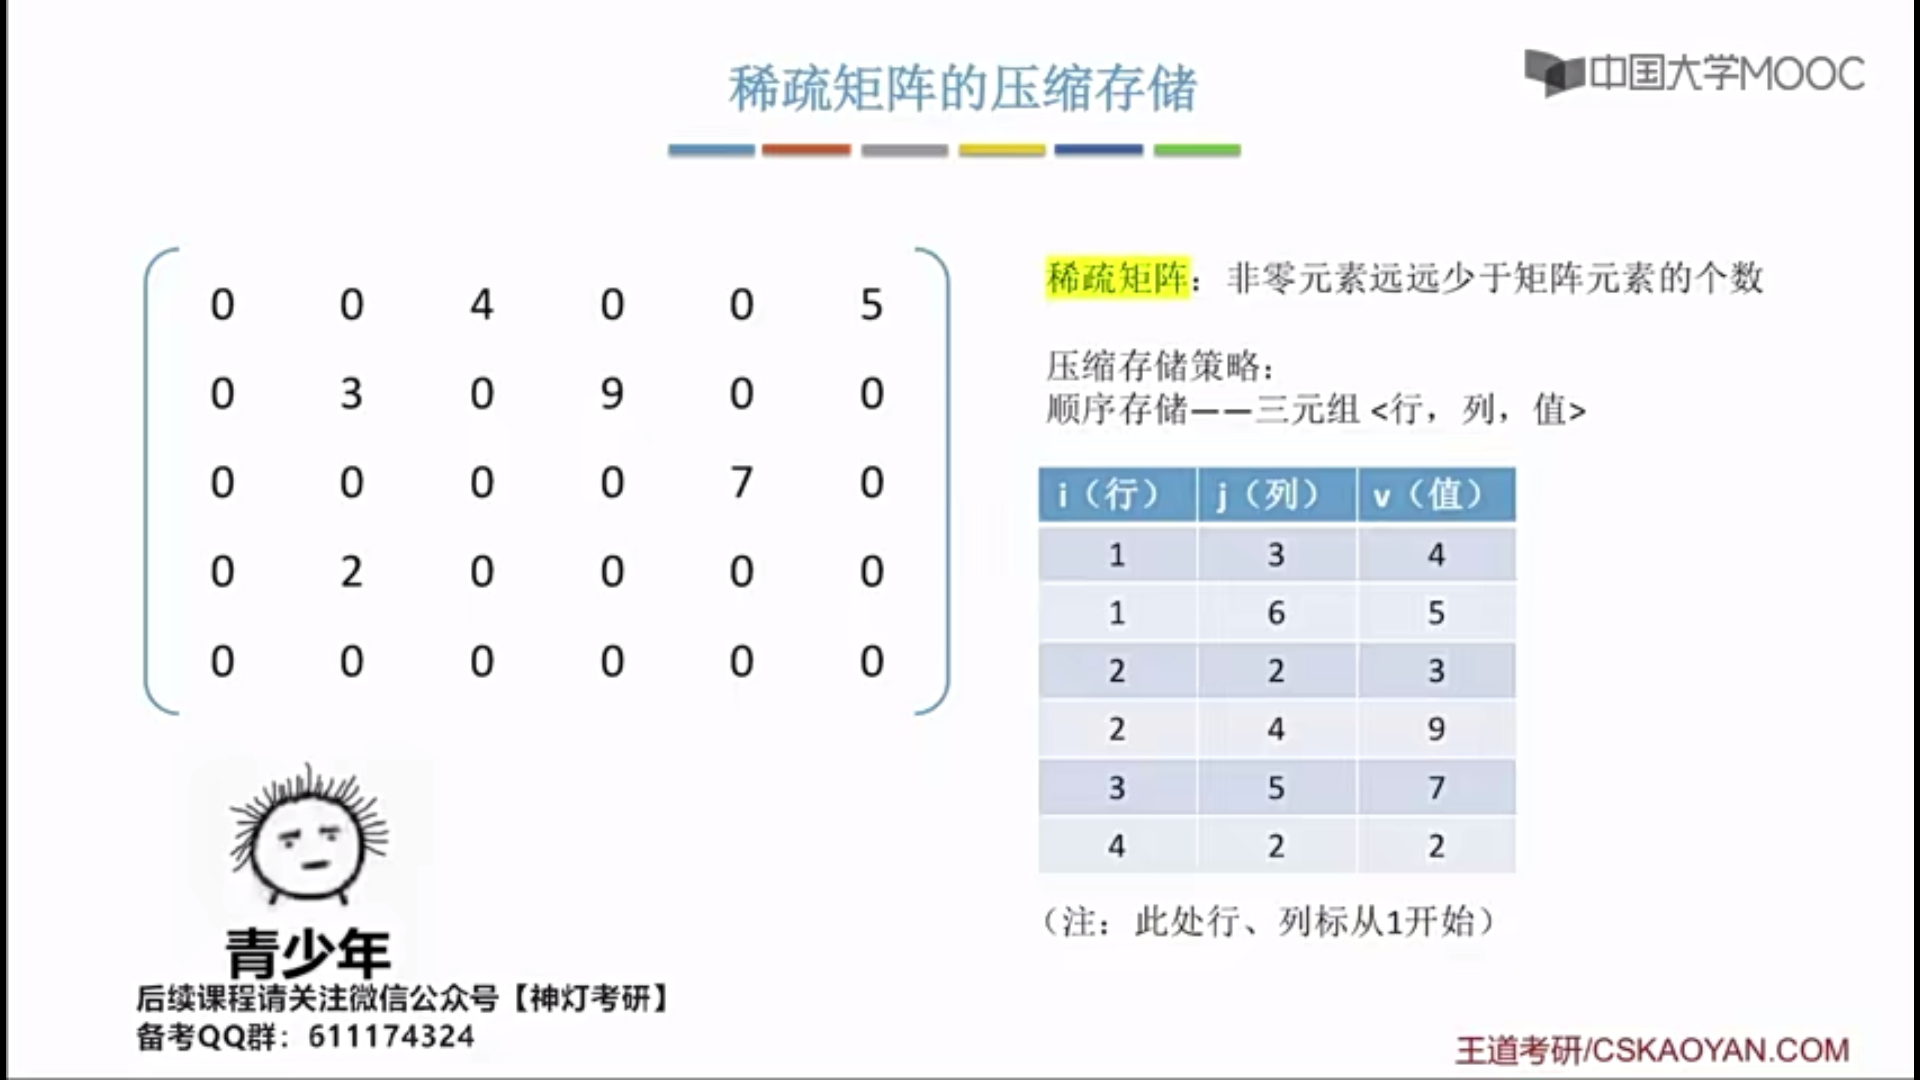 稀疏矩阵的压缩存储
中国大学MOOC
0 0 4 0 0 5
0 3 0 9 0 0
0 0 0 0 7 0
0 2 0 0 0 0
0 0 0 0 0 0
稀疏矩阵：非零元素远远少于矩阵元素的个数
压缩存储策略：
顺序存储——三元组 <行，列，值>
i（行） j（列） v（值）
1 3 4
1 6 5
2 2 3
2 4 9
3 5 7
4 2 2
（注：此处行、列标从1开始）
青少年
后续课程请关注微信公众号【神灯考研】
备考QQ群：611174324
王道考研/CSKAOYAN.COM